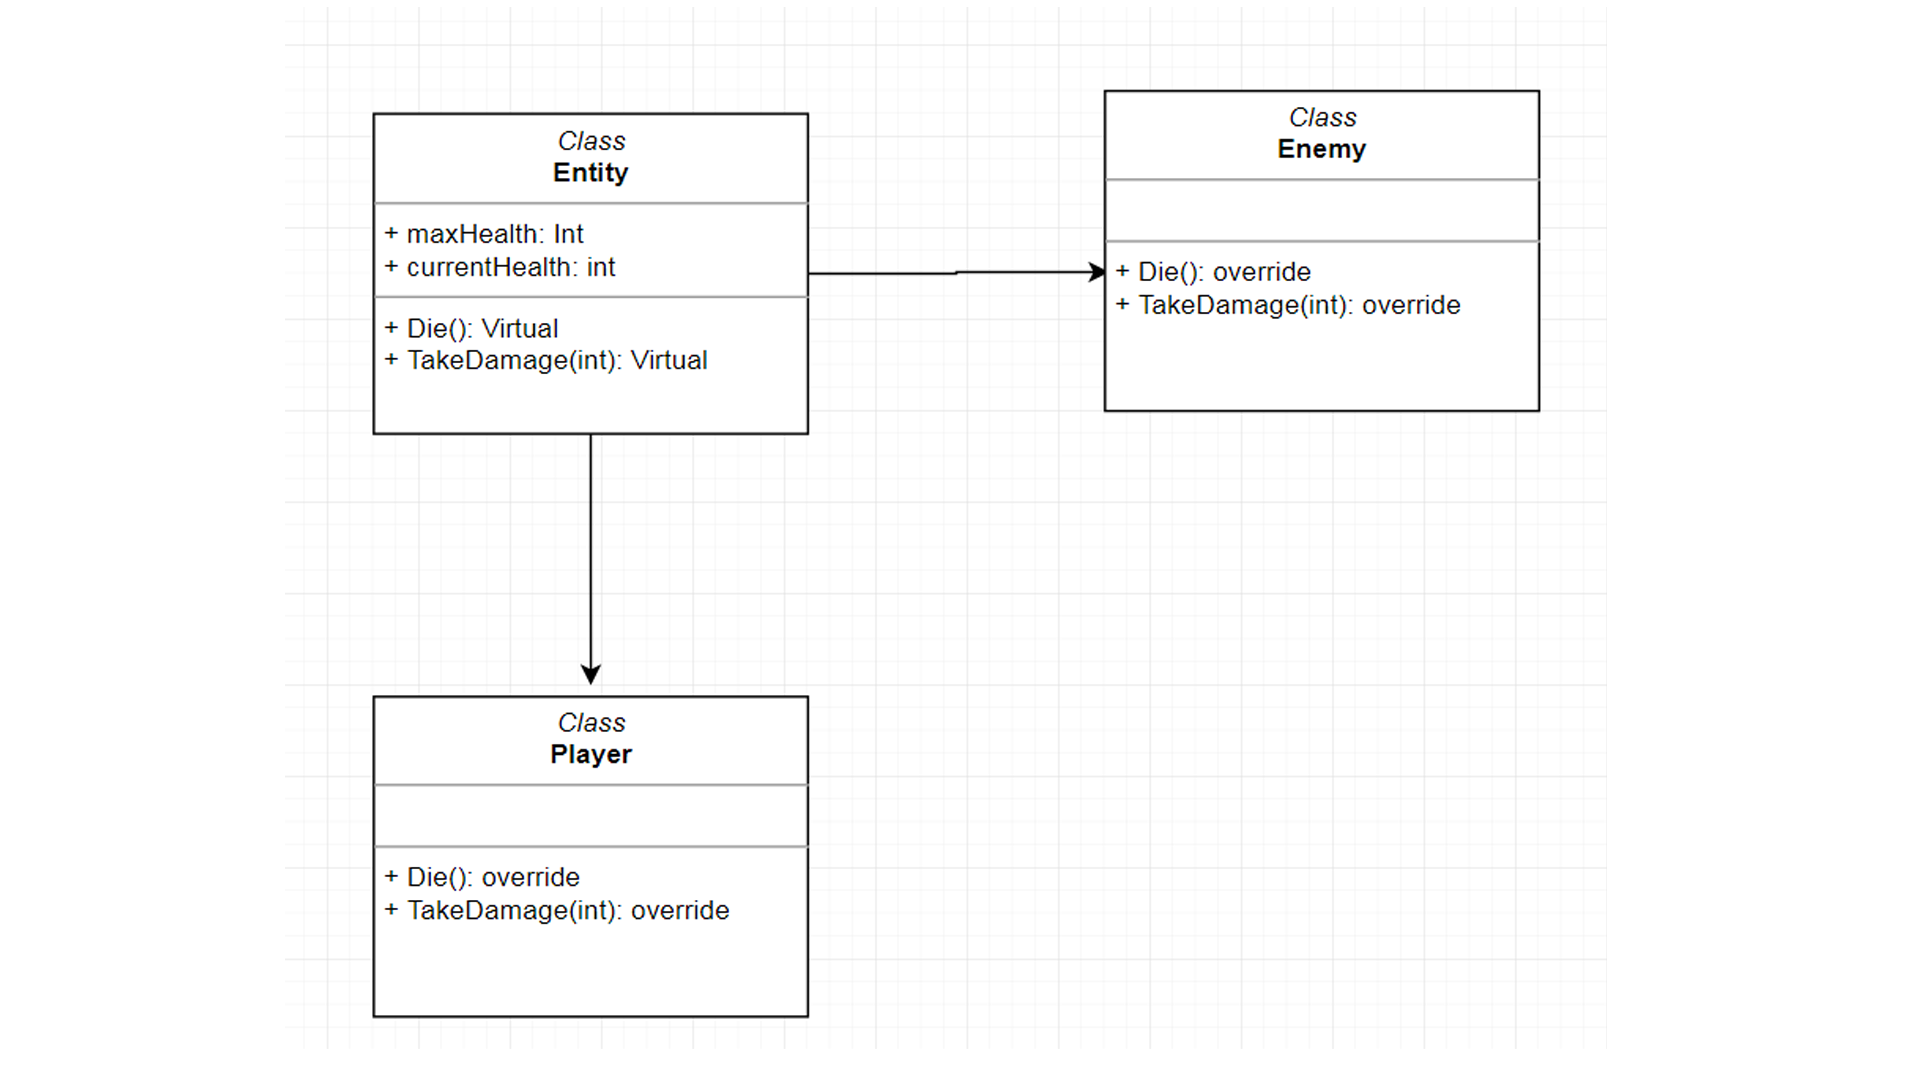 Class
Entity
+ maxHealth: Int
+ currentHealth: int
+ Die(): Virtual
+ TakeDamage(int): Virtual
Class
Enemy
+ Die(): override
+ TakeDamage(int): override
Class
Player
+ Die(): override
+ TakeDamage(int): override